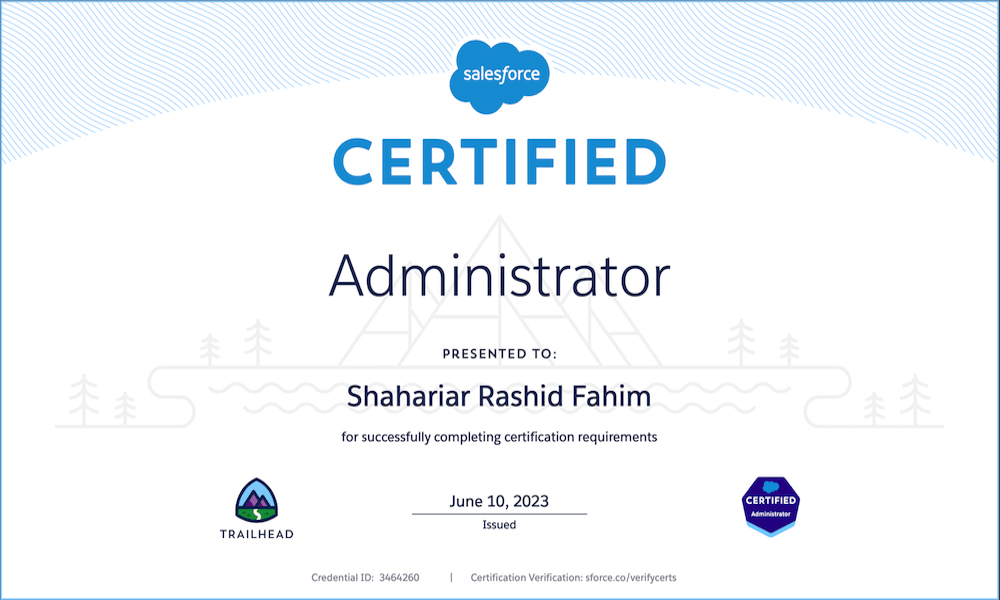 salesforce
CERTIFIED
Administrator
PRESENTED TO:
Shahariar Rashid Fahim
for successfully completing certification requirements
TRAILHEAD
June 10, 2023
Issued
CERTIFIED
Administrator
Credential ID: 3464260 | Certification Verification: sforce.co/verifycerts